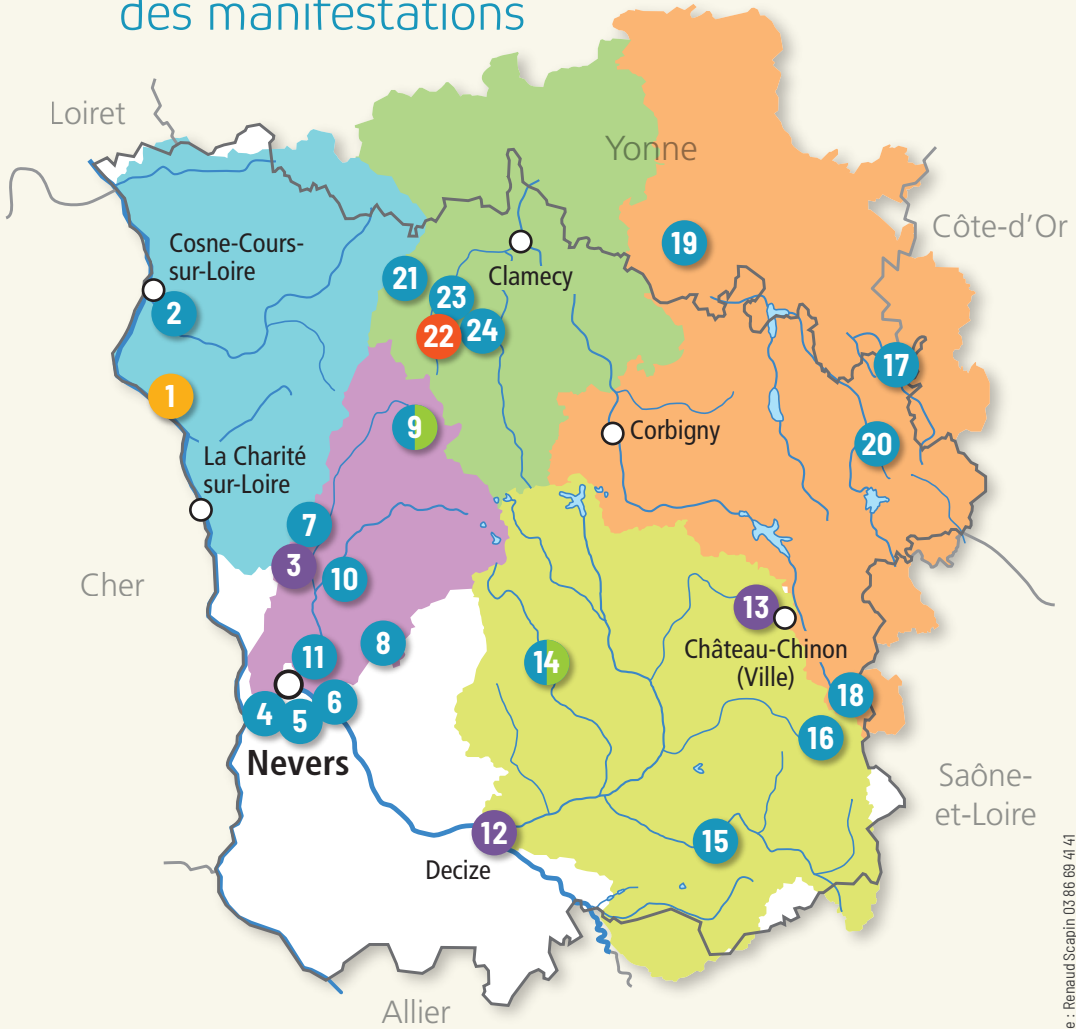 des manifestations
Loiret
Yonne
Côte-d'Or
Cosne-Cours-
sur-Loire
19
21
Clamecy
23
2
22
24
17
1
9
Corbigny
20
La Charité
sur-Loire
7
3
10
Cher
13
8
11
14
Château-Chinon
(Ville)
4
5
6
18
16
Nevers
Saône-
et-Loire
12
15
Decize
Allier
e : Renaud Scapin 03 86 69 41 41